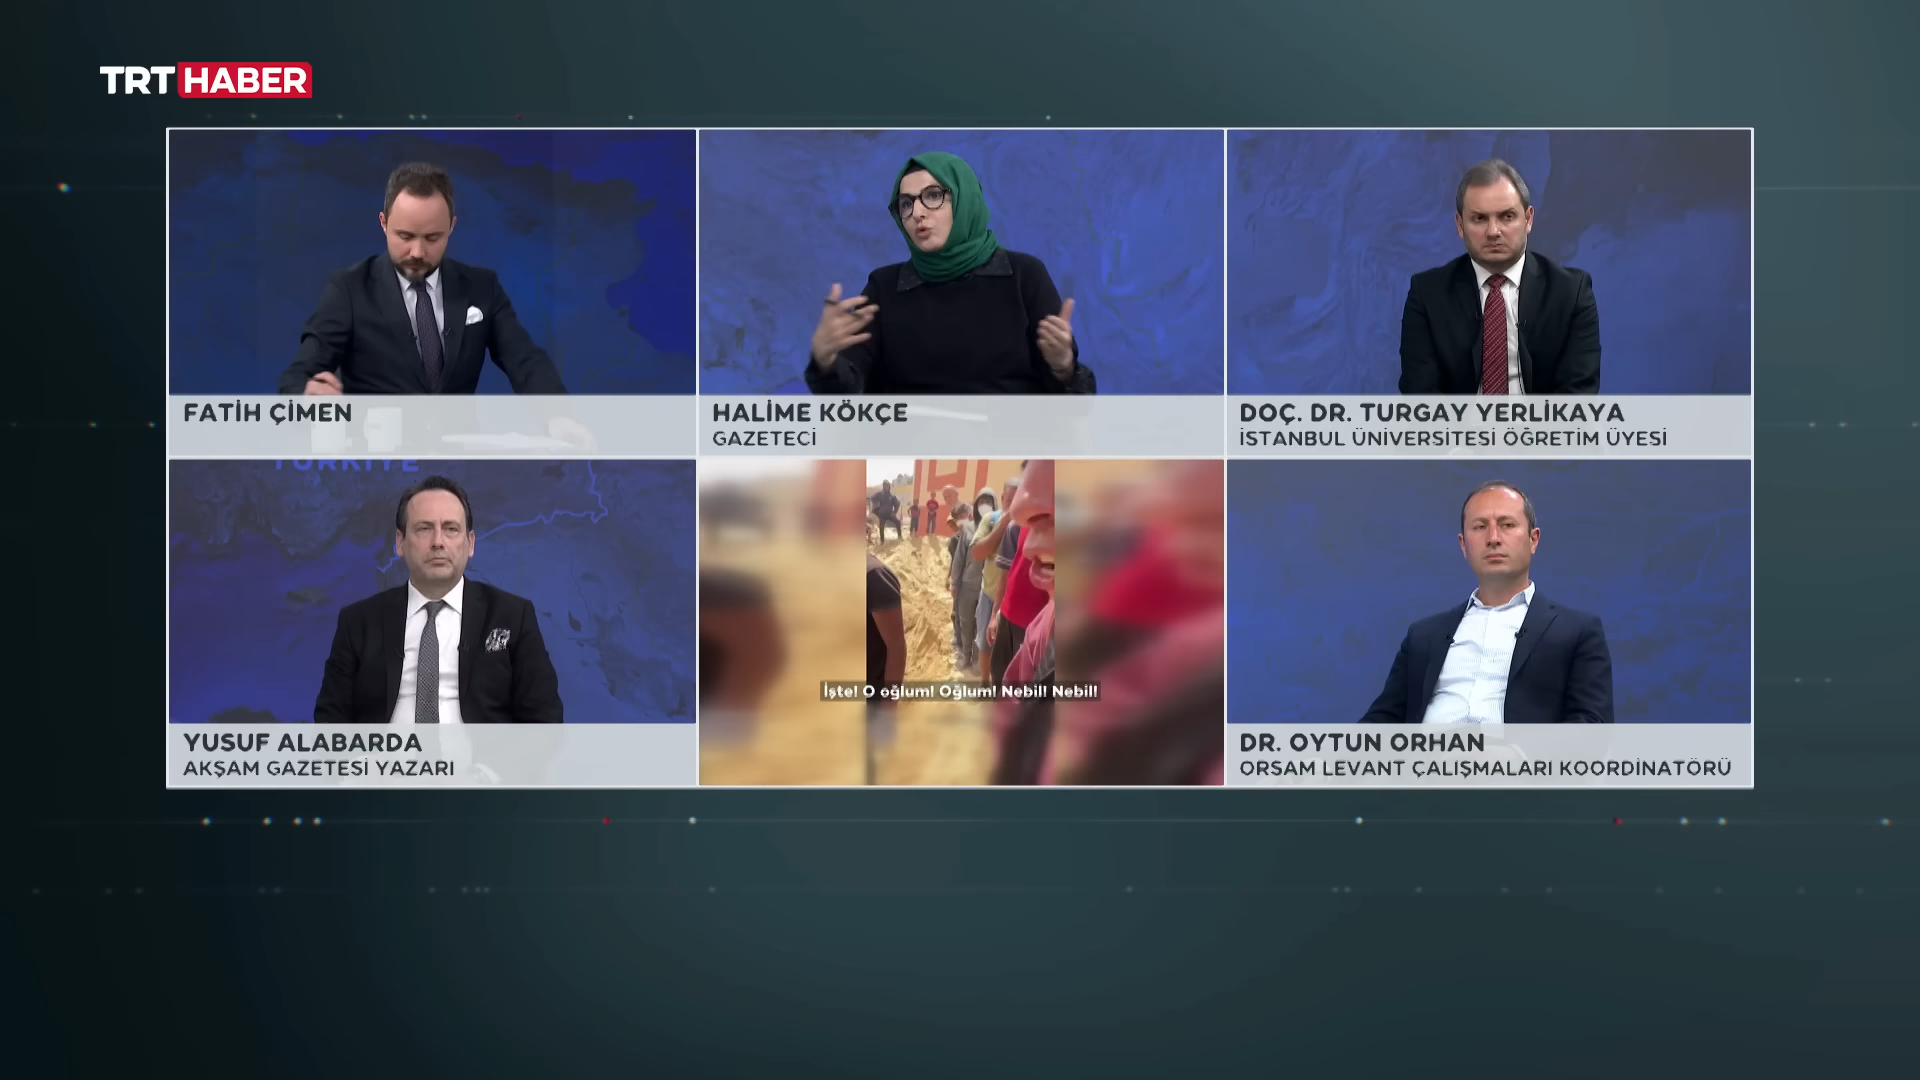 TRT HABER
FATİH ÇİMEN
HALİME KÖKÇE
GAZETECİ
DOÇ. DR. TURGAY YERLİKAYA
İSTANBUL ÜNİVERSİTESİ ÖĞRETİM ÜYESİ
TÜRKİYE
İşte! O oğlum! Oğlum! Nebil! Nebil!
YUSUF ALABARDA
AKŞAM GAZETESİ YAZARI
DR. OYTUN ORHAN
ORSAM LEVANT ÇALIŞMALARI KOORDİNATÖRÜ